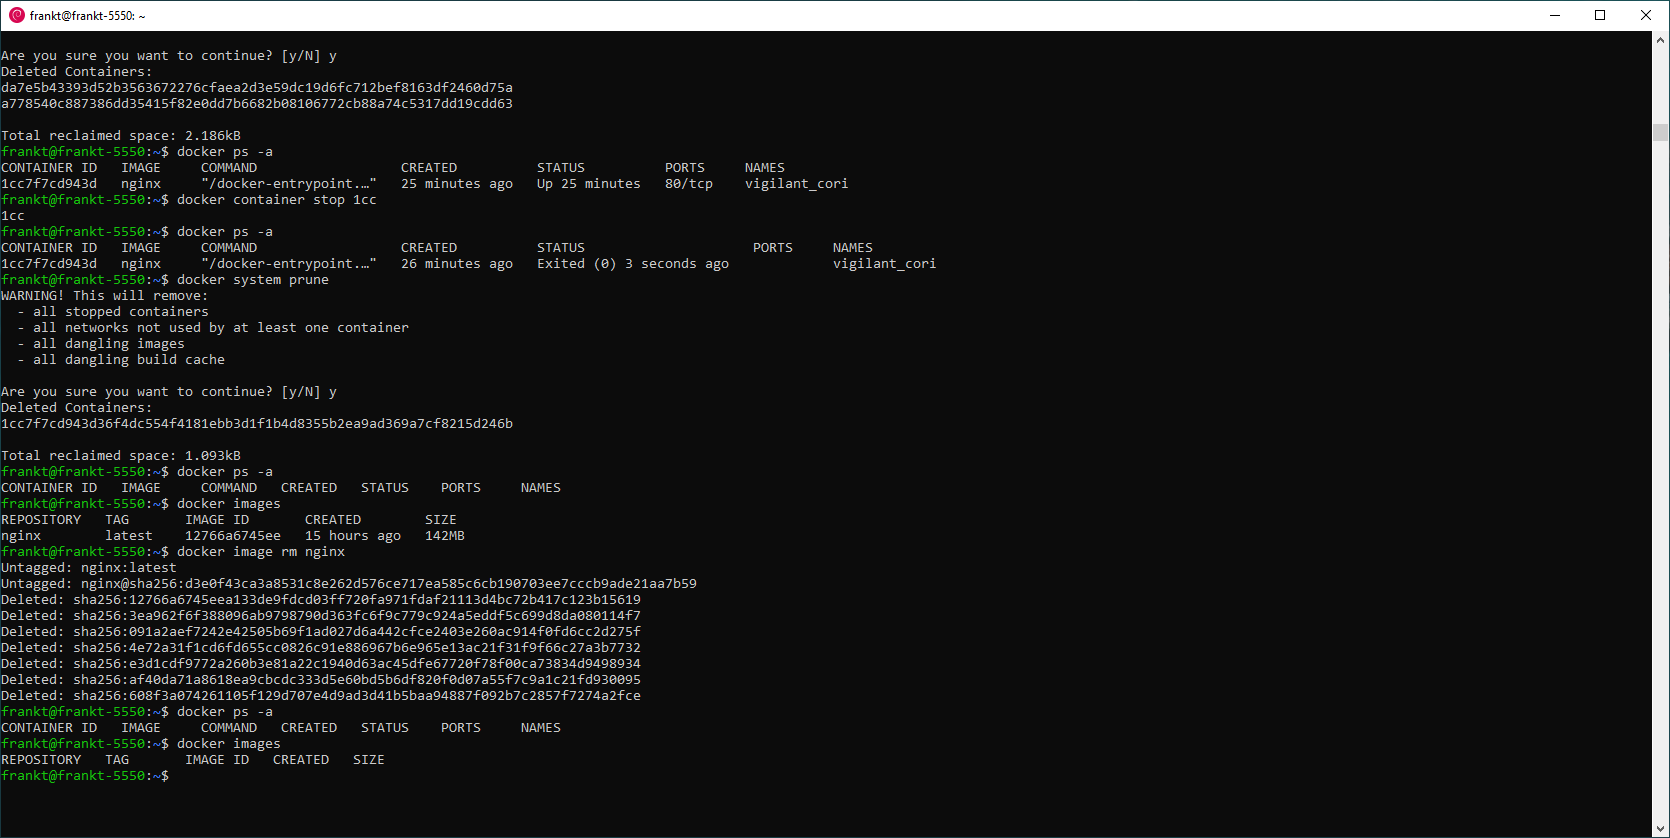 frankt@frankt-5550: ~
Are you sure you want to continue? [y/N] y
Deleted Containers:
da7e5b43393d52b3563672276cfaea2d3e59dc19d6fc712bef8163df2460d75a
a778540c887386dd35415f82e0dd7b6682b08106772cb88a74c5317dd19cdd63
Total reclaimed space: 2.186kB
frankt@frankt-5550:~$ docker ps -a
CONTAINER ID   IMAGE     COMMAND                  CREATED          STATUS          PORTS     NAMES
1cc7f7cd943d   nginx     "/docker-entrypoint.…"   25 minutes ago   Up 25 minutes   80/tcp    vigilant_cori
frankt@frankt-5550:~$ docker container stop 1cc
1cc
frankt@frankt-5550:~$ docker ps -a
CONTAINER ID   IMAGE     COMMAND                  CREATED          STATUS                     PORTS     NAMES
1cc7f7cd943d   nginx     "/docker-entrypoint.…"   26 minutes ago   Exited (0) 3 seconds ago             vigilant_cori
frankt@frankt-5550:~$ docker system prune
WARNING! This will remove:
  - all stopped containers
  - all networks not used by at least one container
  - all dangling images
  - all dangling build cache
Are you sure you want to continue? [y/N] y
Deleted Containers:
1cc7f7cd943d36f4dc554f4181ebb3d1f1b4d8355b2ea9ad369a7cf8215d246b
Total reclaimed space: 1.093kB
frankt@frankt-5550:~$ docker ps -a
CONTAINER ID   IMAGE     COMMAND   CREATED   STATUS    PORTS     NAMES
frankt@frankt-5550:~$ docker images
REPOSITORY   TAG       IMAGE ID       CREATED        SIZE
nginx        latest    12766a6745ee   15 hours ago   142MB
frankt@frankt-5550:~$ docker image rm nginx
Untagged: nginx:latest
Untagged: nginx@sha256:d3e0f43ca3a8531c8e262d576ce717ea585c6cb190703ee7cccb9ade21aa7b59
Deleted: sha256:12766a6745eea133de9fdcd03ff720fa971fdaf21113d4bc72b417c123b15619
Deleted: sha256:3ea962f6f388096ab9798790d363fc6f9c779c924a5eddf5c699d8da080114f7
Deleted: sha256:091a2aef7242e42505b69f1ad027d6a442cfce2403e260ac914f0fd6cc2d275f
Deleted: sha256:4e72a31f1cd6fd655cc0826c91e886967b6e965e13ac21f31f9f66c27a3b7732
Deleted: sha256:e3d1cdf9772a260b3e81a22c1940d63ac45dfe67720f78f00ca73834d9498934
Deleted: sha256:af40da71a8618ea9cbcdc333d5e60bd5b6df820f0d07a55f7c9a1c21fd930095
Deleted: sha256:608f3a074261105f129d707e4d9ad3d41b5baa94887f092b7c2857f7274a2fce
frankt@frankt-5550:~$ docker ps -a
CONTAINER ID   IMAGE     COMMAND   CREATED   STATUS    PORTS     NAMES
frankt@frankt-5550:~$ docker images
REPOSITORY   TAG       IMAGE ID   CREATED   SIZE
frankt@frankt-5550:~$